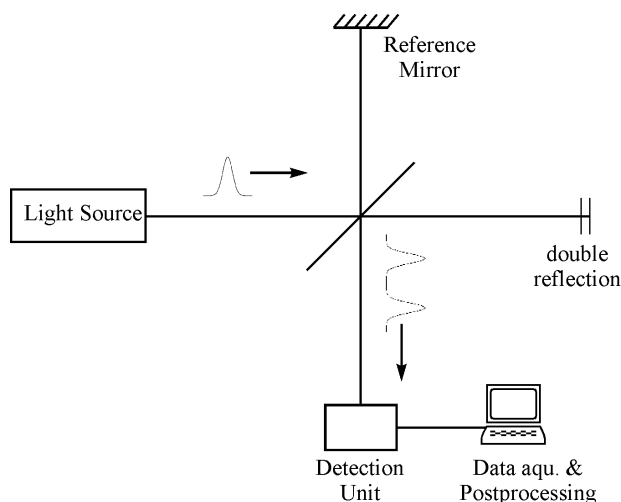 Reference
Mirror
Light Source
double
reflection
Detection
Unit
Data aqu. &
Postprocessing